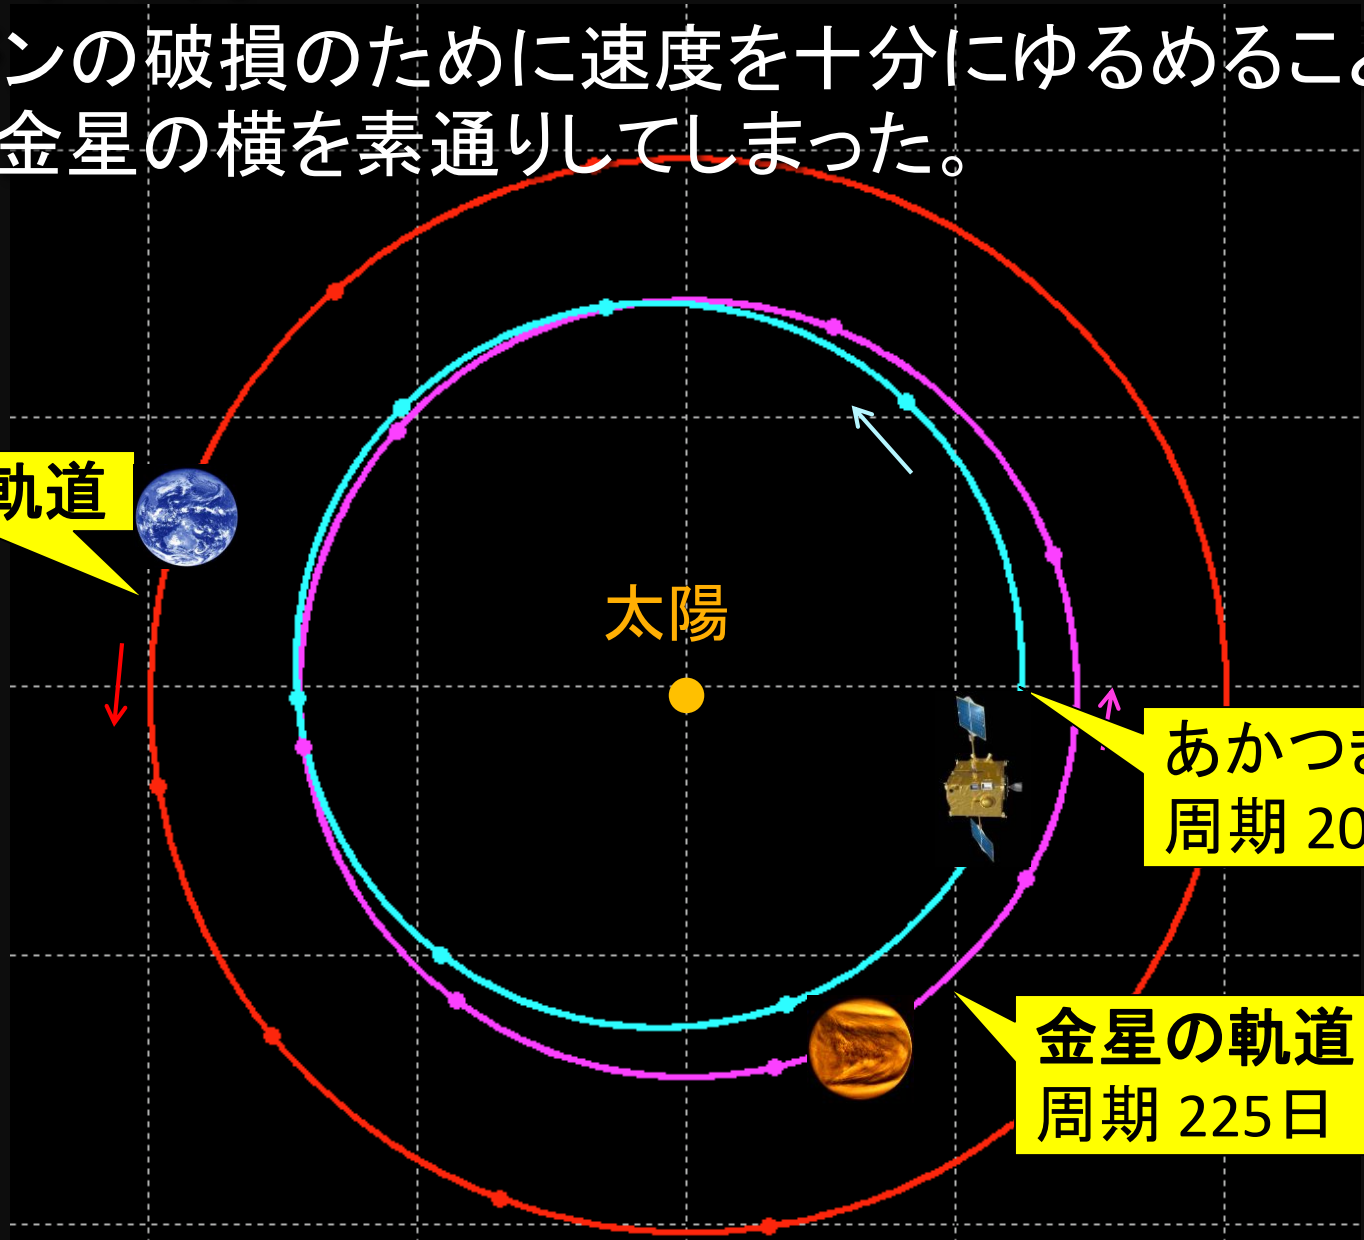 ンの破損のために速度を十分にゆるめるこ
金星の横を素通りしてしまった。
軌道
太陽
あかつ
周期 20
金星の軌道
周期 225日